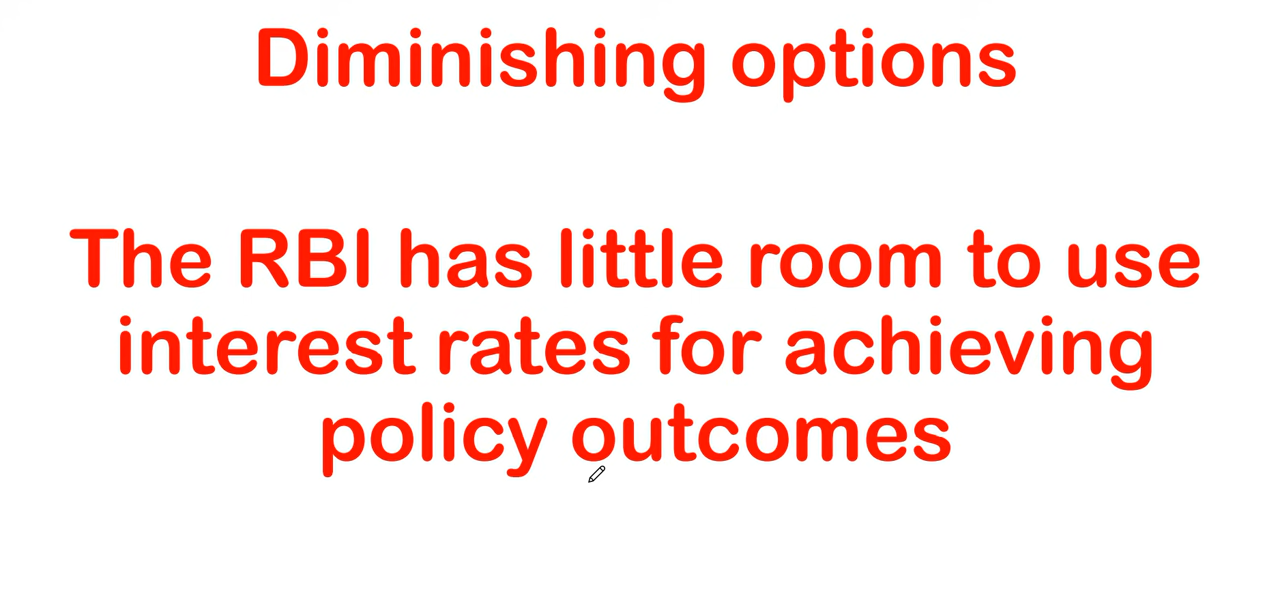 Diminishing options
The RBI has little room to use
interest rates for achieving
policy outcomes